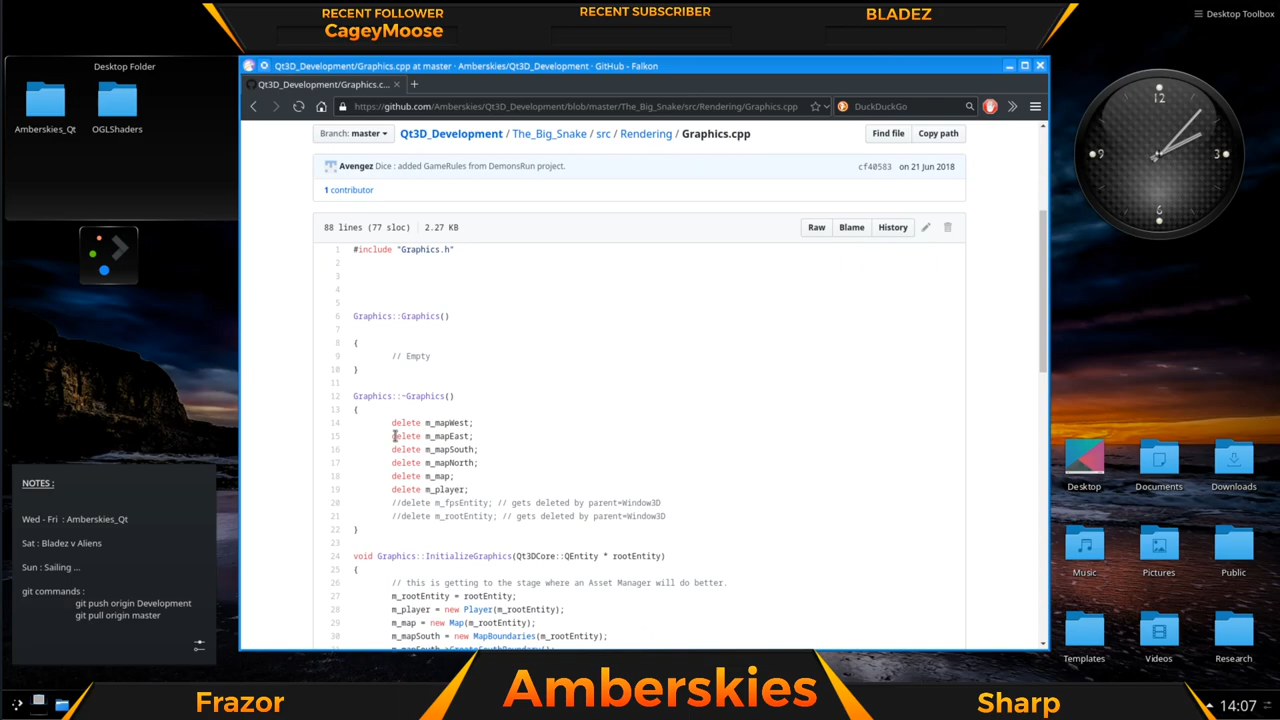 RECENT FOLLOWER
CageyMoose
RECENT SUBSCRIBER
BLADEZ
Desktop Toolbox
Desktop Folder
Amberskies_Qt
OGLShaders
Qt3D_Development/Graphics.cpp at master · Amberskies/Qt3D_Development · GitHub - Falkon
Qt3D_Development/Graphics.c...
https://github.com/Amberskies/Qt3D_Development/blob/master/The_Big_Snake/src/Rendering/Graphics.cpp
DuckDuckGo
Branch: master
Qt3D_Development / The_Big_Snake / src / Rendering / Graphics.cpp
Find file
Copy path
Avengez Dice : added GameRules from DemonsRun project.
cf40583 on 21 Jun 2018
1 contributor
88 lines (77 sloc) 2.27 KB
Raw
Blame
History
1 #include "Graphics.h"
2
3
4
5
6 Graphics::Graphics()
7
8 {
9 // Empty
10 }
11
12 Graphics::~Graphics()
13 {
14 delete m_mapWest;
15 delete m_mapEast;
16 delete m_mapSouth;
17 delete m_mapNorth;
18 delete m_map;
19 delete m_player;
20 //delete m_fpsEntity; // gets deleted by parent=Window3D
21 //delete m_rootEntity; // gets deleted by parent=Window3D
22 }
23
24 void Graphics::InitializeGraphics(Qt3DCore::QEntity * rootEntity)
25 {
26 // this is getting to the stage where an Asset Manager will do better.
27 m_rootEntity = rootEntity;
28 m_player = new Player(m_rootEntity);
29 m_map = new Map(m_rootEntity);
30 m_mapSouth = new MapBoundaries(m_rootEntity);
12
3
6
9
NOTES :
Wed - Fri : Amberskies_Qt
Sat : Bladez v Aliens
Sun : Sailing ...
git commands :
git push origin Development
git pull origin master
Desktop
Documents
Downloads
Music
Pictures
Public
Templates
Videos
Research
Frazor
Amberskies
Sharp
14:07